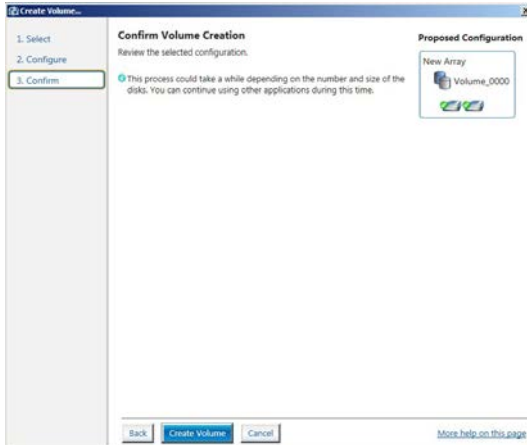 Create Volume...
1. Select
2. Configure
3. Confirm
Confirm Volume Creation
Review the selected configuration.
This process could take a while depending on the number and size of the
disks. You can continue using other applications during this time.
Proposed Configuration
New Array
Volume_0000
Back
Create Volume
Cancel
More help on this page